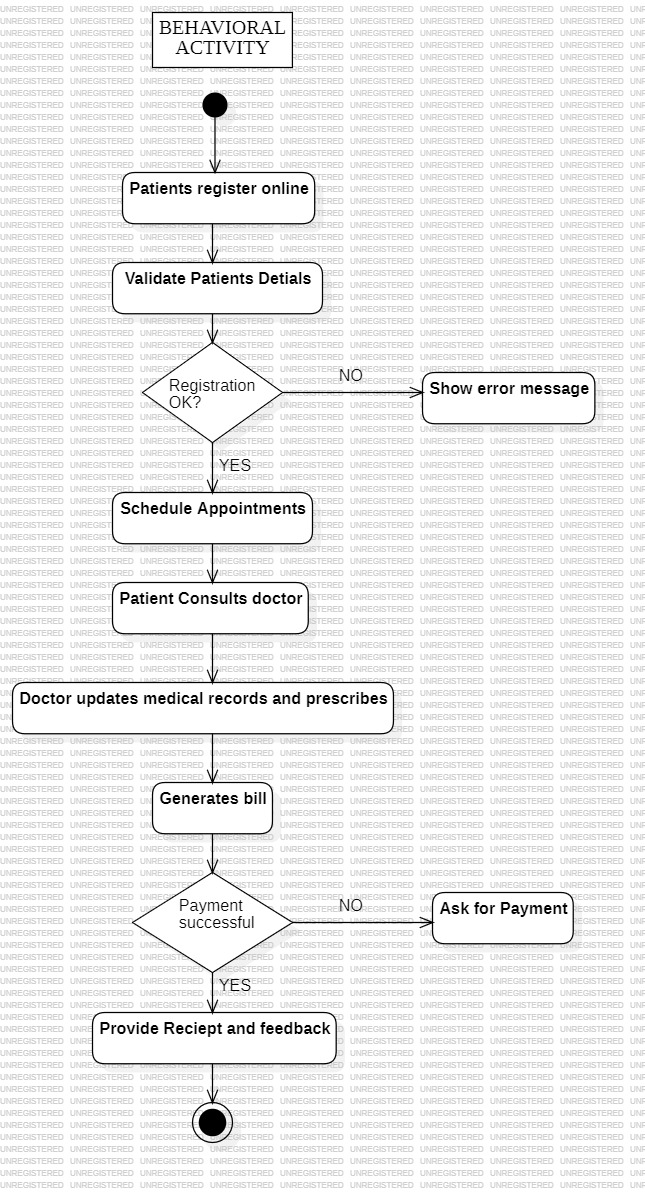 BEHAVIORAL
ACTIVITY
Patients register online
Validate Patients Detials
Registration
OK?
NO
Show error message
YES
Schedule Appointments
Patient Consults doctor
Doctor updates medical records and prescribes
Generates bill
Payment
successful
NO
Ask for Payment
YES
Provide Reciept and feedback
UNREGISTERED